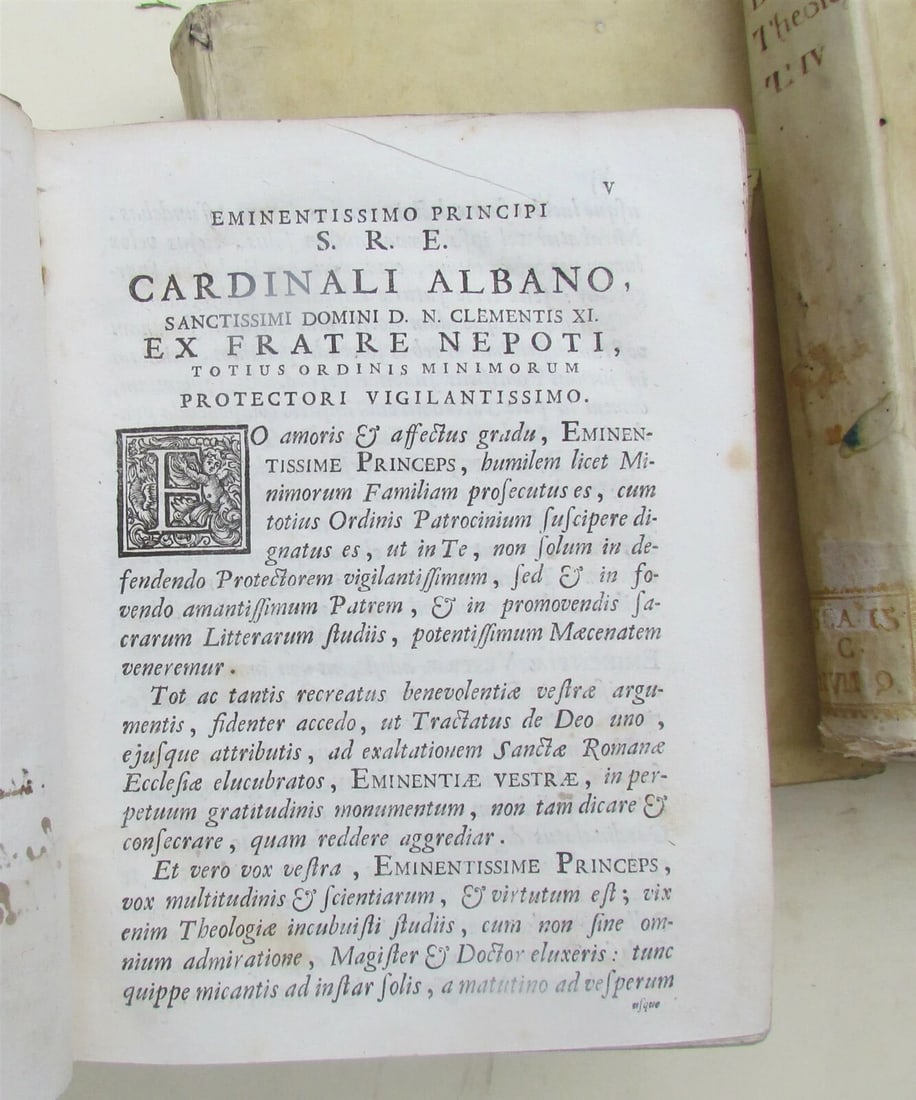 V
EMINENTISSIMO PRINCIPI
S. R. E.
CARDINALI ALBANO,
SANCTISSIMI DOMINI D. N. CLEMENTIS XI.
EX FRATRE NEPOTI,
TOTIUS ORDINIS MINIMORUM
PROTECTORI VIGILANTISSIMO.
EO amoris & affectus gradu, EMINEN-
TISSIME PRINCEPS, humilem licet Mi-
nimorum Familiam proſecutus es, cum
totius Ordinis Patrocinium ſuſcipere di-
gnatus es, ut in Te, non ſolum in de-
fendendo Protectorem vigilantiſſimum, ſed & in fo-
vendo amantiſſimum Patrem, & in promovendis ſa-
crarum Litterarum ſtudiis, potentiſſimum Mæcenatem
veneremur.
Tot ac tantis recreatus benevolentiæ veſtræ argu-
mentis, fidenter accedo, ut Tractatus de Deo uno,
ejuſque attributis, ad exaltationem Sanctæ Romanæ
Eccleſiæ elucubratos, EMINENTIÆ VESTRÆ, in per-
petuum gratitudinis monumentum, non tam dicare &
conſecrare, quam reddere aggrediar.
Et verò vox veſtra, EMINENTISSIME PRINCEPS,
vox multitudinis & ſcientiarum, & virtutum eſt; vix
enim Theologiæ incubuiſti ſtudiis, cum non ſine om-
nium admiratione, Magiſter & Doctor eluxeris: tunc
quippe micantis ad inſtar ſolis, a matutino ad veſperum
uſque
Theolo
T. IV
CA. 15
C.
NUM 9.